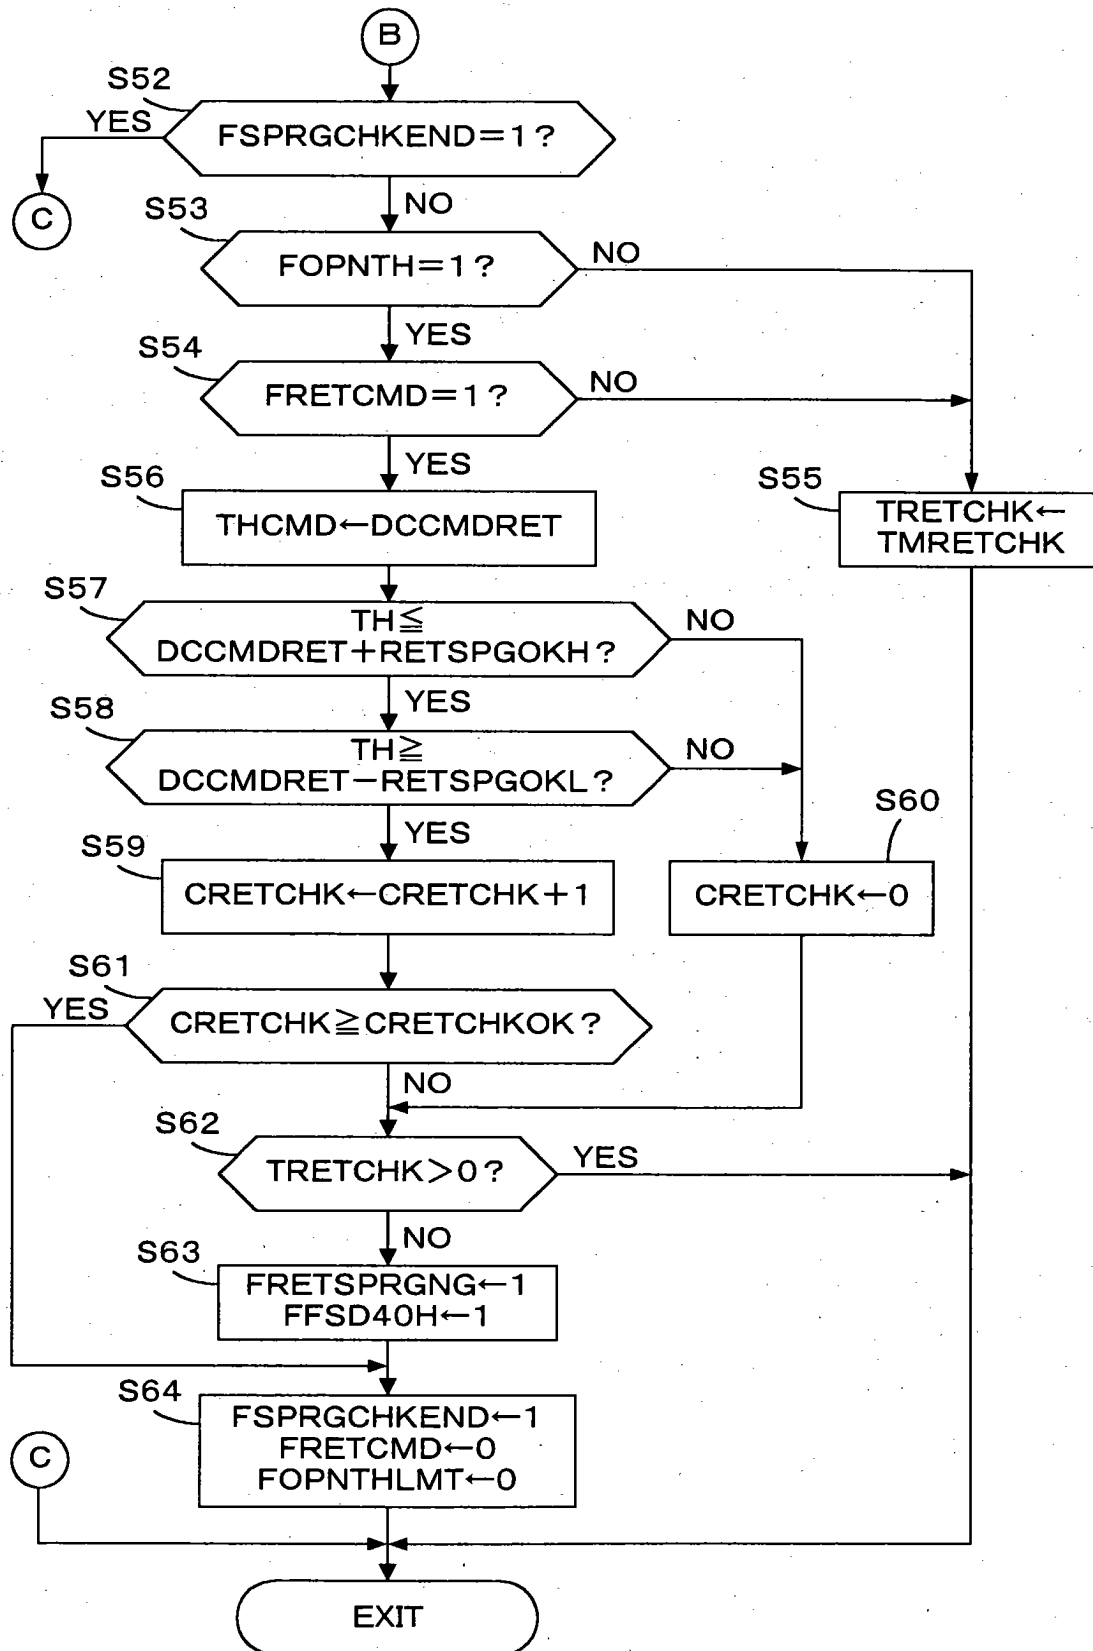 B
S52
YES
FSPRGCHKEND=1?
C
NO
S53
FOPNTH=1?
NO
YES
S54
FRETCMD=1?
NO
YES
S56
THCMD←DCCMDRET
S55
TRETCHK←
TMRETCHK
S57
TH≦
DCCMDRET+RETSPGOKH?
NO
YES
S58
TH≧
DCCMDRET−RETSPGOKL?
NO
YES
S59
CRETCHK←CRETCHK+1
S60
CRETCHK←0
S61
YES
CRETCHK≧CRETCHKOK?
NO
S62
TRETCHK>0?
YES
NO
S63
FRETSPRGNG←1
FFSD40H←1
S64
FSPRGCHKEND←1
FRETCMD←0
FOPNTHLMT←0
C
EXIT